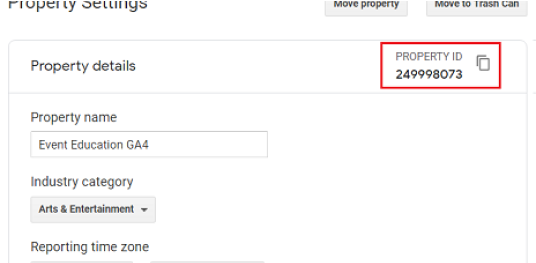 Property Settings
Move property
Move to Trash Can
Property details
PROPERTY ID
249998073
Property name
Event Education GA4
Industry category
Arts & Entertainment
Reporting time zone